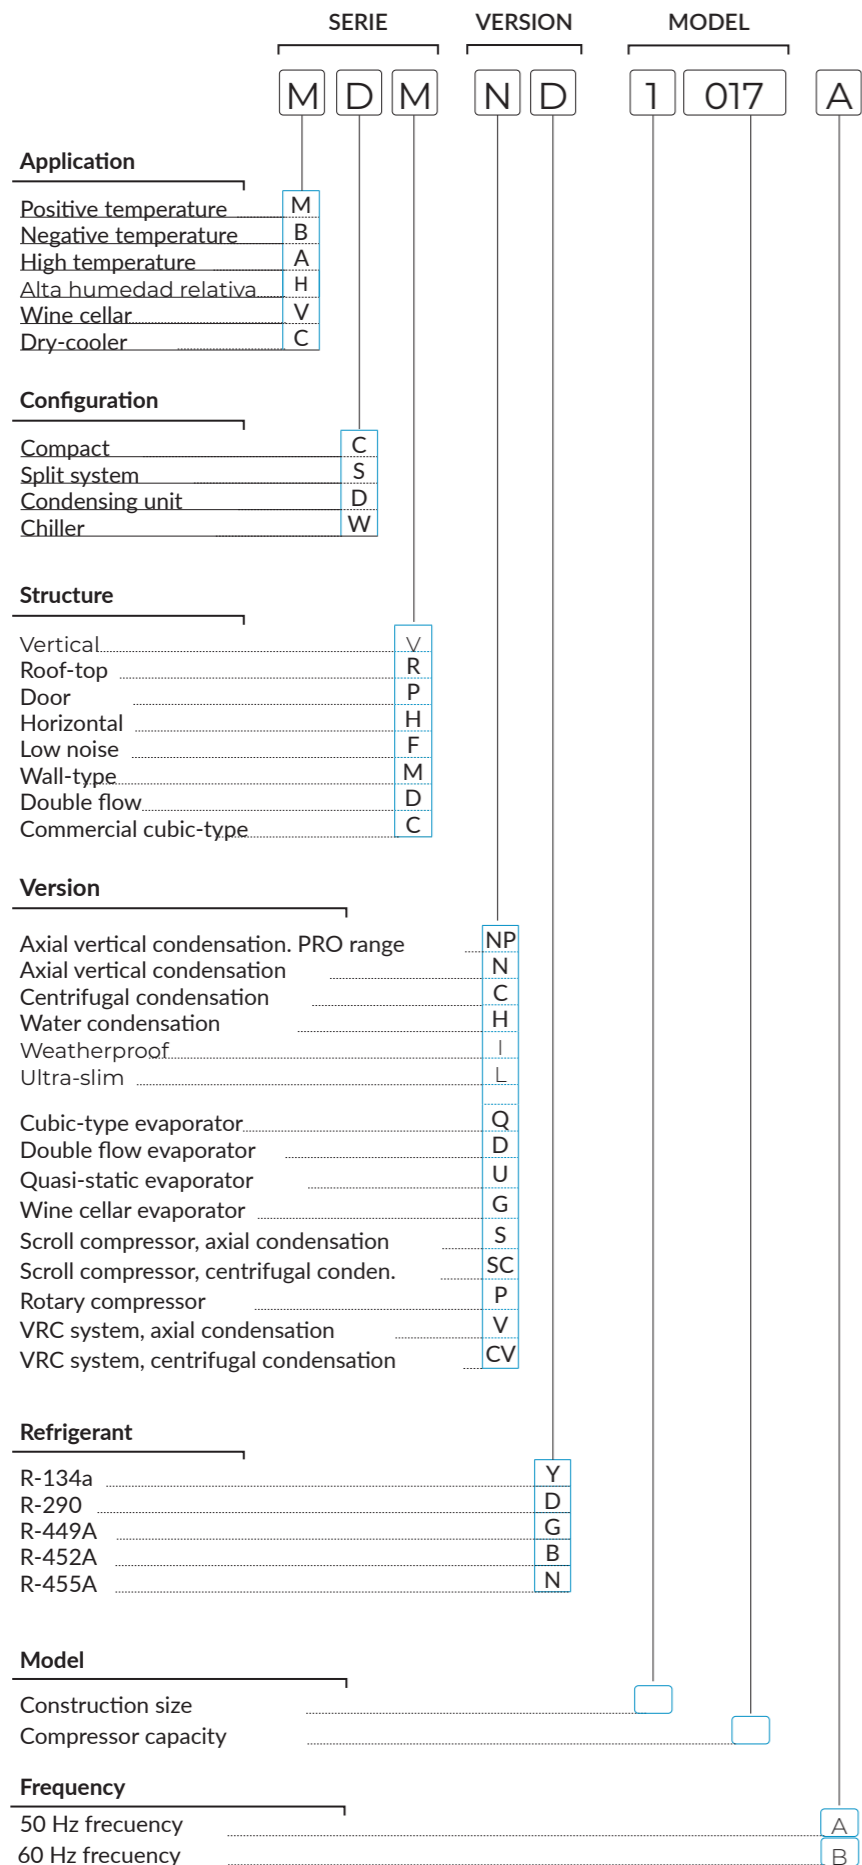 SERIE VERSION MODEL
M D M N D 1 017 A
Application
Positive temperature M
Negative temperature B
High temperature A
Alta humedad relativa H
Wine cellar V
Dry-cooler C
Configuration
Compact C
Split system S
Condensing unit D
Chiller W
Structure
Vertical V
Roof-top R
Door P
Horizontal H
Low noise F
Wall-type M
Double flow D
Commercial cubic-type C
Version
Axial vertical condensation. PRO range NP
Axial vertical condensation N
Centrifugal condensation C
Water condensation H
Weatherproof I
Ultra-slim L
Cubic-type evaporator Q
Double flow evaporator D
Quasi-static evaporator U
Wine cellar evaporator G
Scroll compressor, axial condensation S
Scroll compressor, centrifugal conden. SC
Rotary compressor P
VRC system, axial condensation V
VRC system, centrifugal condensation CV
Refrigerant
R-134a Y
R-290 D
R-449A G
R-452A B
R-455A N
Model
Construction size
Compressor capacity
Frequency
50 Hz frecuency A
60 Hz frecuency B